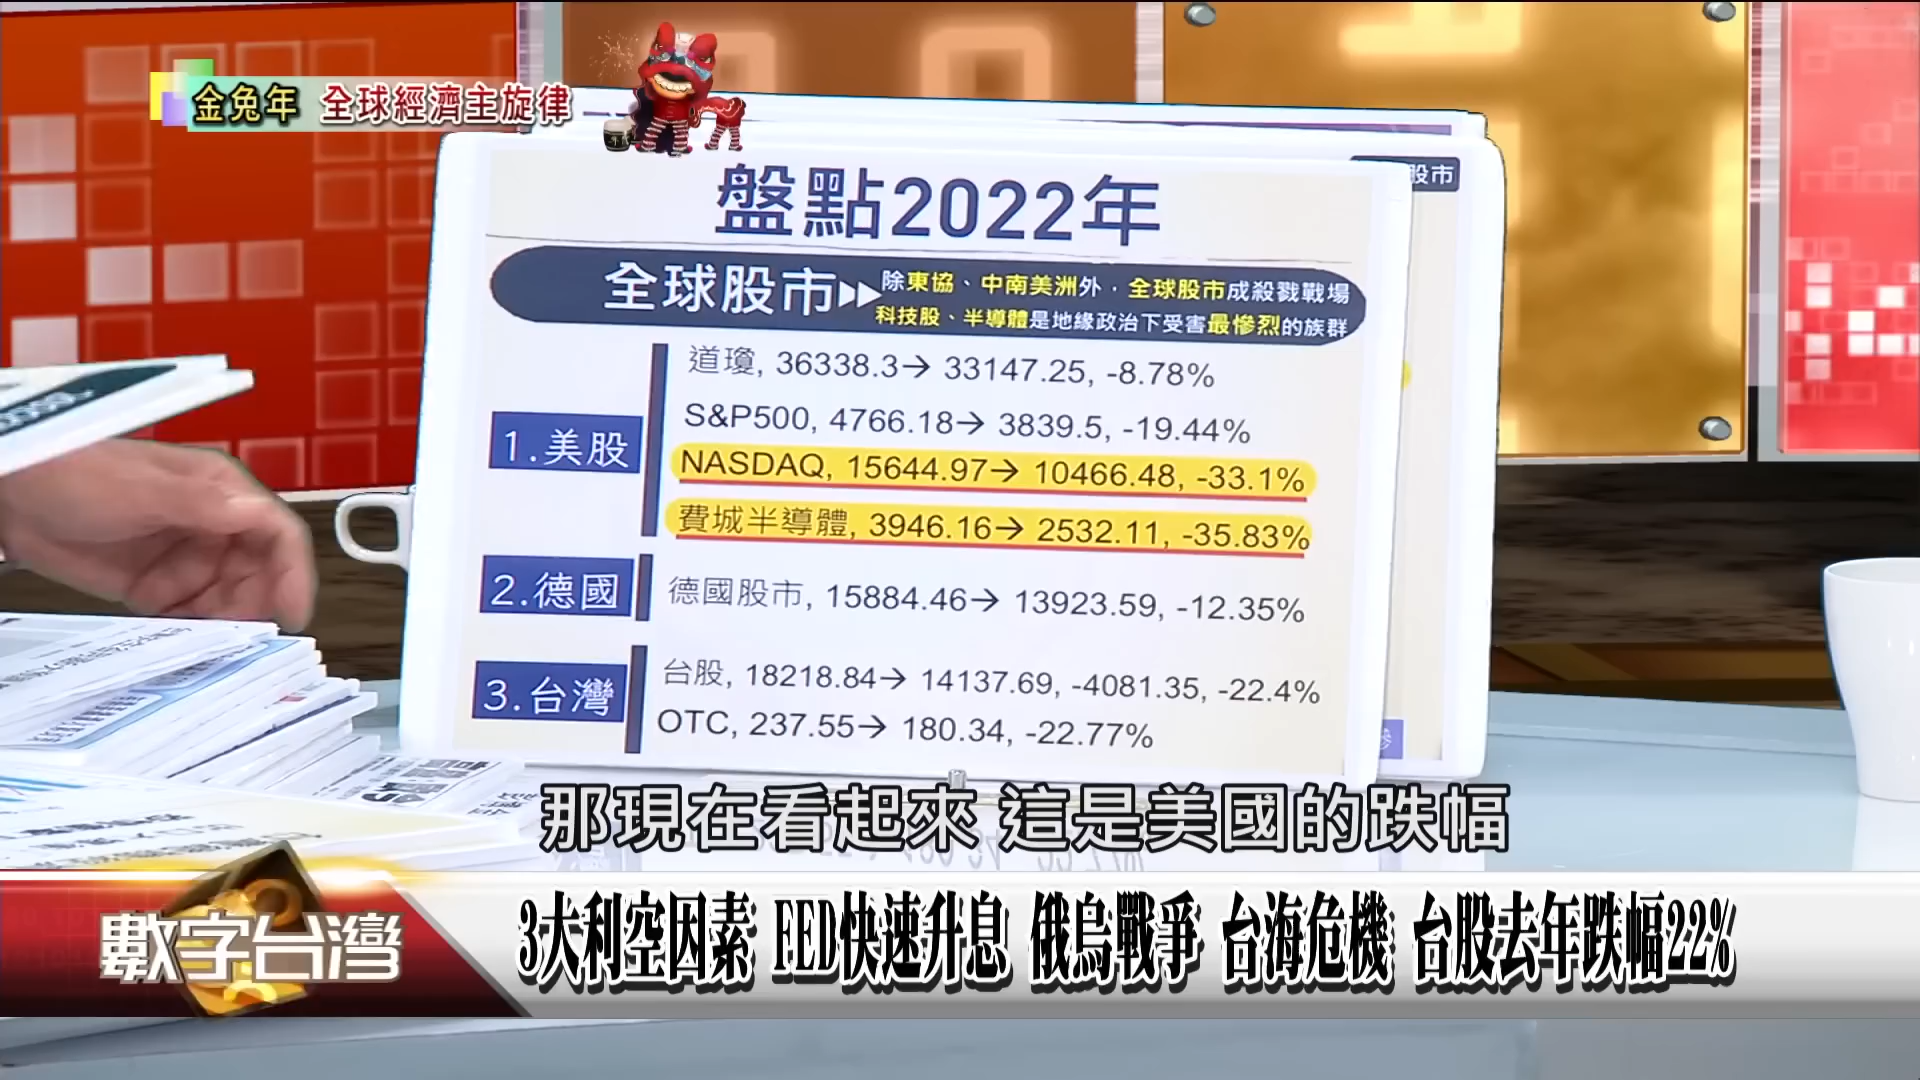 金兔年 全球經濟主旋律
股市
盤點2022年
全球股市▶▶除東協、中南美洲外，全球股市成殺戮戰場
科技股、半導體是地緣政治下受害最慘烈的族群
1.美股
道瓊, 36338.3→ 33147.25, -8.78%
S&P500, 4766.18→ 3839.5, -19.44%
NASDAQ, 15644.97→ 10466.48, -33.1%
費城半導體, 3946.16→ 2532.11, -35.83%
2.德國
德國股市, 15884.46→ 13923.59, -12.35%
3.台灣
台股, 18218.84→ 14137.69, -4081.35, -22.4%
OTC, 237.55→ 180.34, -22.77%
那現在看起來 這是美國的跌幅
數字台灣
3大利空因素 FED快速升息 俄烏戰爭 台海危機 台股去年跌幅22%